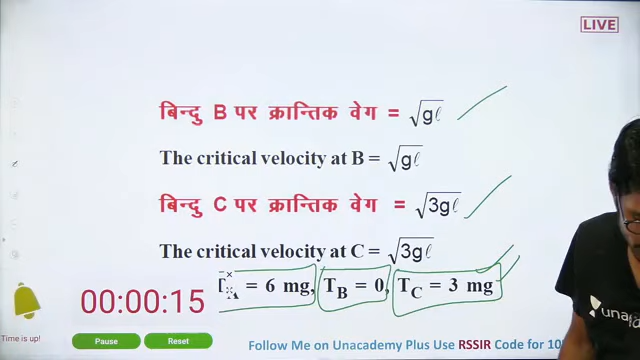 LIVE
बिन्दु B पर क्रान्तिक वेग = √gℓ
The critical velocity at B = √gℓ
बिन्दु C पर क्रान्तिक वेग = √3gℓ
The critical velocity at C = √3gℓ
= 6 mg, T_B = 0, T_C = 3 mg
00:00:15
Time is up!
Pause
Reset
Follow Me on Unacademy Plus Use RSSIR Code for